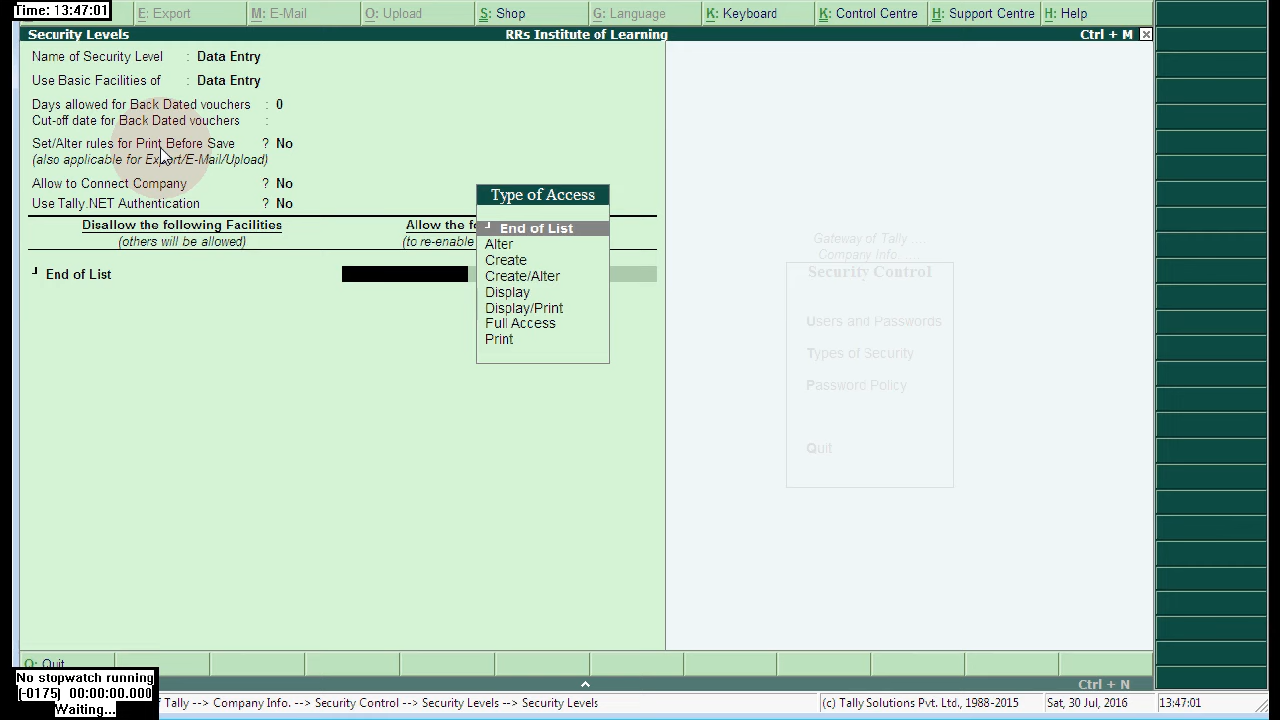 Time: 13:47:01
E: Export
M: E-Mail
O: Upload
S: Shop
G: Language
K: Keyboard
K: Control Centre
H: Support Centre
H: Help
Security Levels
RRs Institute of Learning
Ctrl + M
Name of Security Level : Data Entry
Use Basic Facilities of : Data Entry
Days allowed for Back Dated vouchers : 0
Cut-off date for Back Dated vouchers :
Set/Alter rules for Print Before Save ? No
(also applicable for Export/E-Mail/Upload)
Allow to Connect Company ? No
Use Tally.NET Authentication ? No
Disallow the following Facilities
(others will be allowed)
Allow the fo
(to re-enable
End of List
Type of Access
End of List
Alter
Create
Create/Alter
Display
Display/Print
Full Access
Print
Gateway of Tally ....
Company Info
Security Control
Users and Passwords
Types of Security
Password Policy
Quit
Q: Quit
Ctrl + N
No stopwatch running
[-0175] 00:00:00.000
Waiting...
f Tally --> Company Info. --> Security Control --> Security Levels --> Security Levels
(c) Tally Solutions Pvt. Ltd., 1988-2015
Sat, 30 Jul, 2016
13:47:01